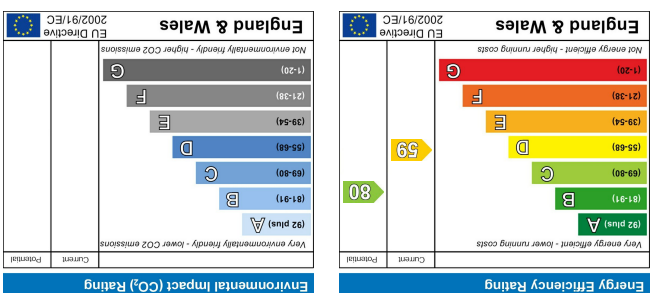 Energy Efficiency Rating
Current
Potential
Very energy efficient - lower running costs
(92 plus) A
(81-91) B
(69-80) C
(55-68) D
(39-54) E
(21-38) F
(1-20) G
Not energy efficient - higher running costs
59
80
England & Wales
EU Directive
2002/91/EC
Environmental Impact (CO₂) Rating
Current
Potential
Very environmentally friendly - lower CO2 emissions
(92 plus) A
(81-91) B
(69-80) C
(55-68) D
(39-54) E
(21-38) F
(1-20) G
Not environmentally friendly - higher CO2 emissions
England & Wales
EU Directive
2002/91/EC